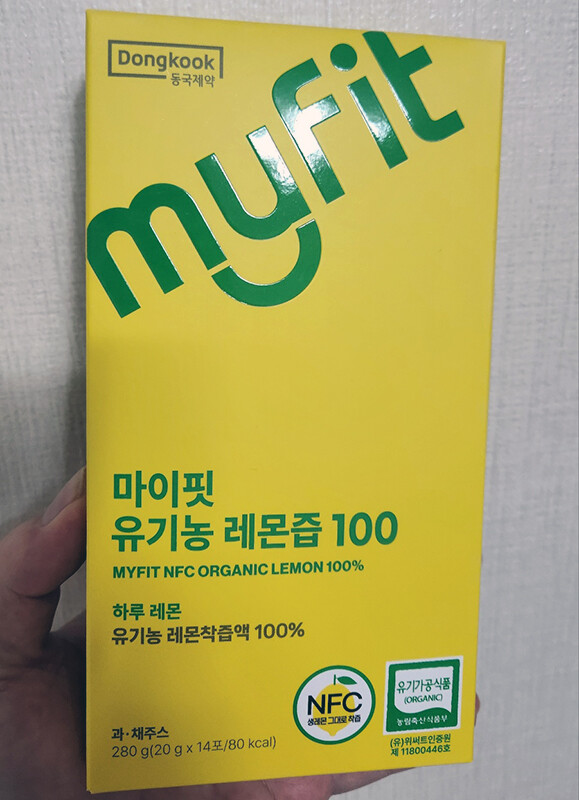 Dongkook
동국제약
myfit
마이핏
유기농 레몬즙 100
MYFIT NFC ORGANIC LEMON 100%
하루 레몬
유기농 레몬착즙액 100%
NFC
생레몬 그대로 착즙
유기가공식품
(ORGANIC)
농림축산식품부
과·채주스
280 g(20 g x 14포/80 kcal)
(유)위써트인증원
제 11800446호